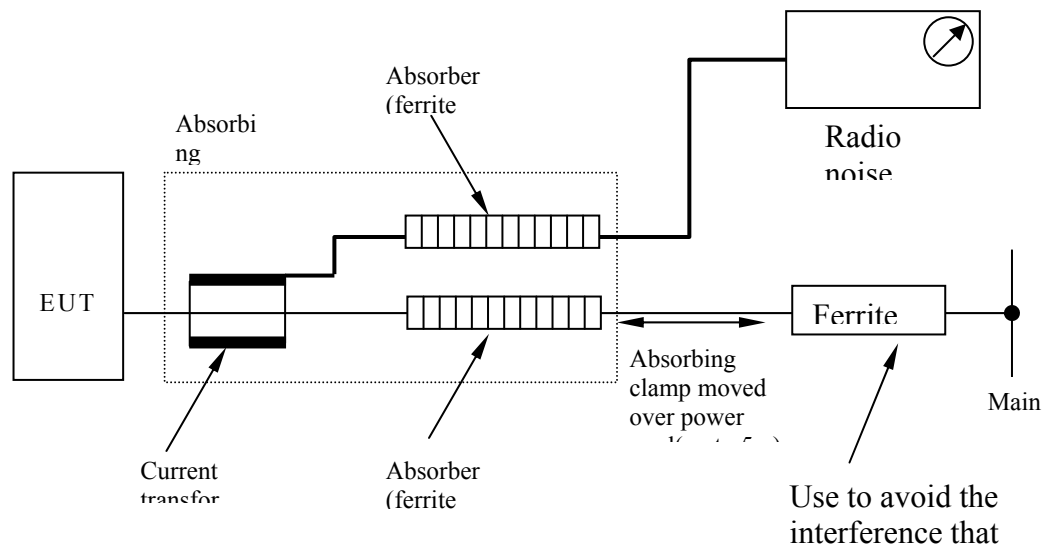 Absorber
(ferrite
Absorbi
ng
Radio
noise
EUT
Ferrite
Absorbing
clamp moved
over power
Main
Current
transfor
Absorber
(ferrite
Use to avoid the
interference that